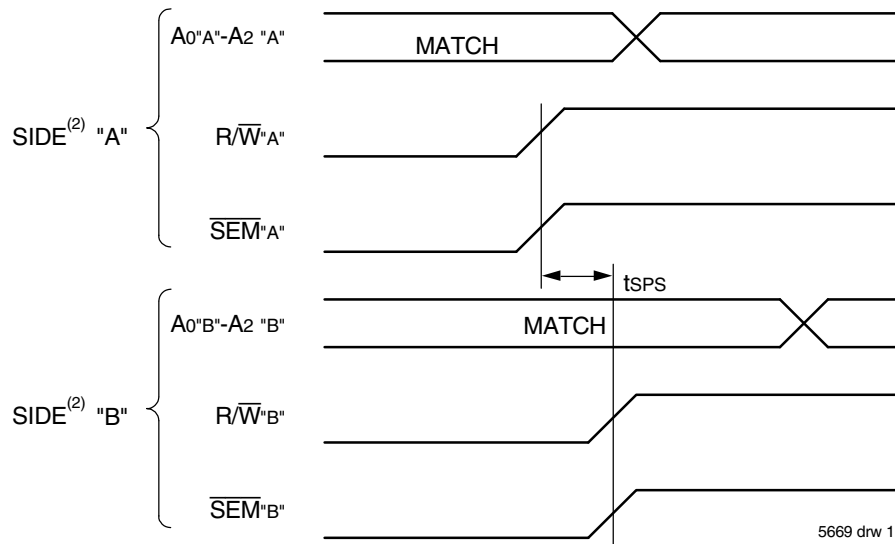 A0"A"-A2 "A"
MATCH
SIDE(2) "A"
R/W"A"
SEM"A"
tSPS
A0"B"-A2 "B"
MATCH
SIDE(2) "B"
R/W"B"
SEM"B"
5669 drw 1